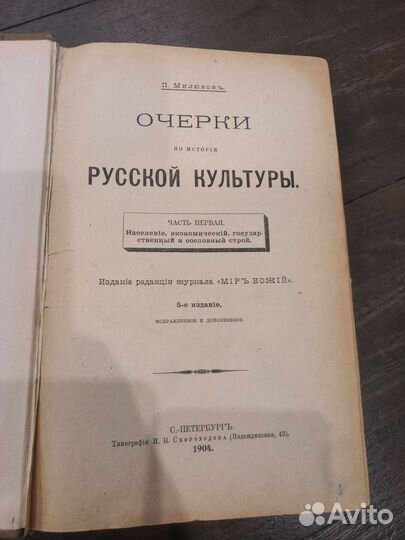 П. Милюковъ.
ОЧЕРКИ
ПО ИСТОРІИ
РУССКОЙ КУЛЬТУРЫ.
ЧАСТЬ ПЕРВАЯ.
Населеніе, экономическій, государ-
ственный и сословный строй.
Изданіе редакціи журнала «МІРЪ БОЖІЙ».
5-е изданіе,
ИСПРАВЛЕННОЕ И ДОПОЛНЕННОЕ.
С.-ПЕТЕРБУРГЪ.
Типографія И. Н. Скороходова (Надеждинская, 43).
1904.
Avito